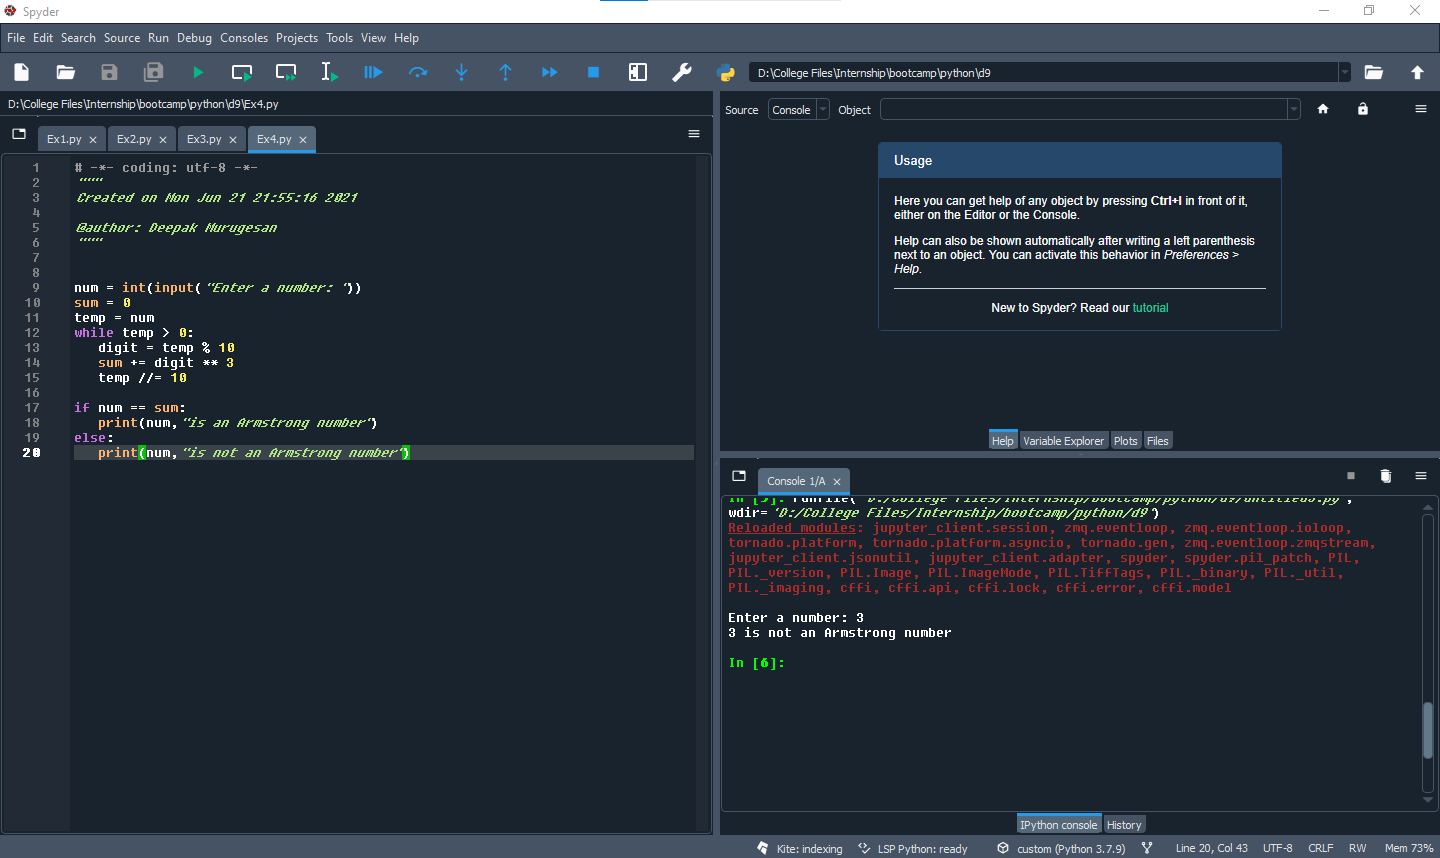 Spyder
File Edit Search Source Run Debug Consoles Projects Tools View Help
D:\College Files\Internship\bootcamp\python\d9
D:\College Files\Internship\bootcamp\python\d9\Ex4.py
Ex1.py Ex2.py Ex3.py Ex4.py
1 # -*- coding: utf-8 -*-
2 """
3 Created on Mon Jun 21 21:55:16 2021
4
5 @author: Deepak Murugesan
6 """
7
8
9 num = int(input("Enter a number: "))
10 sum = 0
11 temp = num
12 while temp > 0:
13 digit = temp % 10
14 sum += digit ** 3
15 temp //= 10
16
17 if num == sum:
18 print(num,"is an Armstrong number")
19 else:
20 print(num,"is not an Armstrong number")
Source Console Object
Usage
Here you can get help of any object by pressing Ctrl+I in front of it,
either on the Editor or the Console.
Help can also be shown automatically after writing a left parenthesis
next to an object. You can activate this behavior in Preferences >
Help.
New to Spyder? Read our tutorial
Help Variable Explorer Plots Files
Console 1/A
In [5]: runfile('D:/College Files/Internship/bootcamp/python/d9/untitled3.py',
wdir='D:/College Files/Internship/bootcamp/python/d9')
Reloaded modules: jupyter_client.session, zmq.eventloop, zmq.eventloop.ioloop,
tornado.platform, tornado.platform.asyncio, tornado.gen, zmq.eventloop.zmqstream,
jupyter_client.jsonutil, jupyter_client.adapter, spyder, spyder.pil_patch, PIL,
PIL._version, PIL.Image, PIL.ImageMode, PIL.TiffTags, PIL._binary, PIL._util,
PIL._imaging, cffi, cffi.api, cffi.lock, cffi.error, cffi.model
Enter a number: 3
3 is not an Armstrong number
In [6]:
IPython console History
Kite: indexing LSP Python: ready custom (Python 3.7.9) Line 20, Col 43 UTF-8 CRLF RW Mem 73%